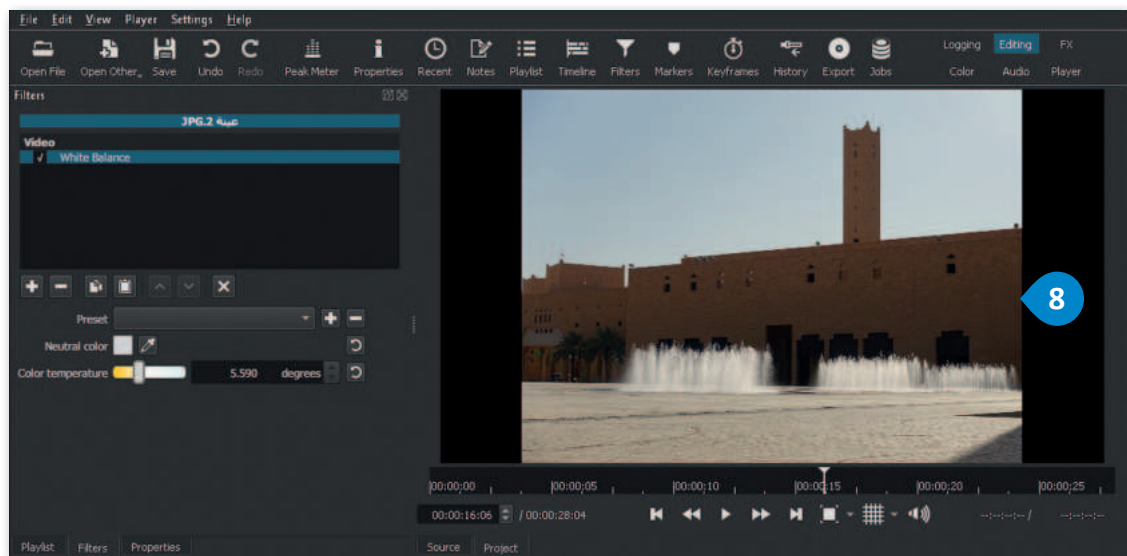 File Edit View Player Settings Help
Open File Open Other.. Save Undo Redo Peak Meter Properties Recent Notes Playlist Timeline Filters Markers Keyframes History Export Jobs
Logging Editing FX
Color Audio Player
Filters
عينة 2.JPG
Video
White Balance
8
Preset
Neutral color
Color temperature 5.590 degrees
00:00:00 00:00:05 00:00:10 00:00:15 00:00:20 00:00:25
00:00:16:06 / 00:00:28:04 --:--:--:-- / --:--:--:--
Playlist Filters Properties Source Project